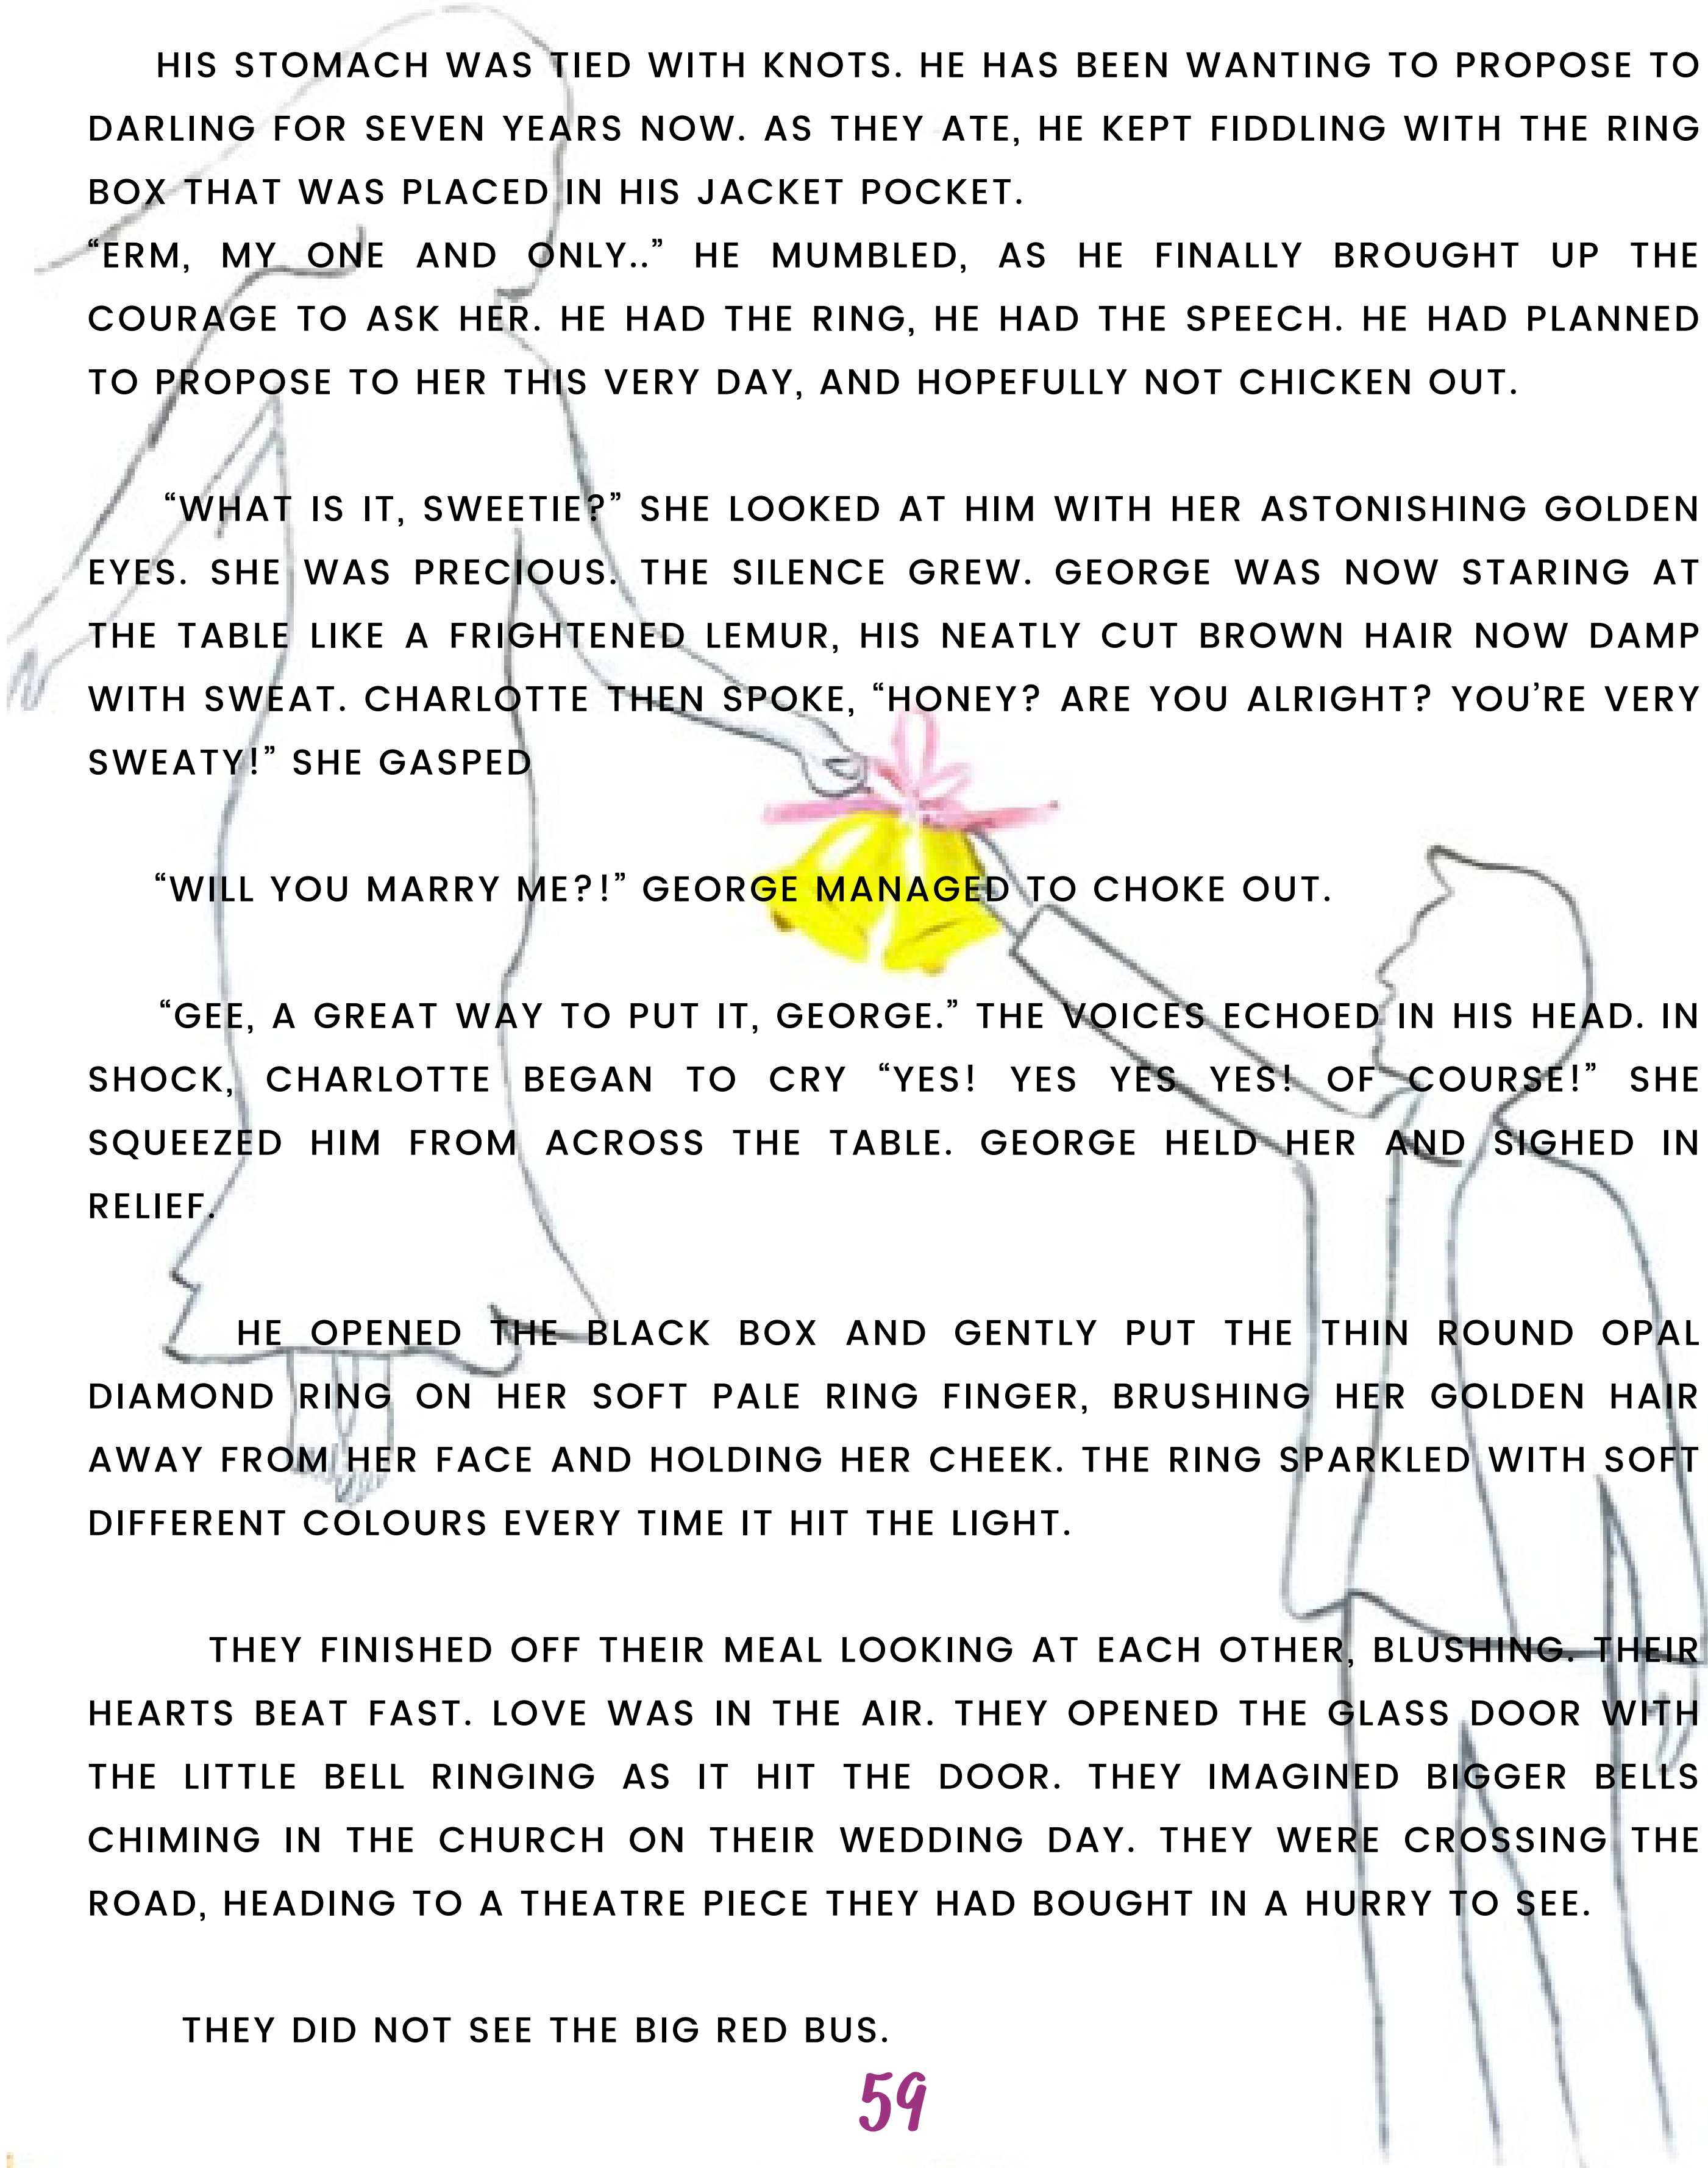 HIS STOMACH WAS TIED WITH KNOTS. HE HAS BEEN WANTING TO PROPOSE TO
DARLING FOR SEVEN YEARS NOW. AS THEY ATE, HE KEPT FIDDLING WITH THE RING
BOX THAT WAS PLACED IN HIS JACKET POCKET.
“ERM, MY ONE AND ONLY..” HE MUMBLED, AS HE FINALLY BROUGHT UP THE
COURAGE TO ASK HER. HE HAD THE RING, HE HAD THE SPEECH. HE HAD PLANNED
TO PROPOSE TO HER THIS VERY DAY, AND HOPEFULLY NOT CHICKEN OUT.
“WHAT IS IT, SWEETIE?” SHE LOOKED AT HIM WITH HER ASTONISHING GOLDEN
EYES. SHE WAS PRECIOUS. THE SILENCE GREW. GEORGE WAS NOW STARING AT
THE TABLE LIKE A FRIGHTENED LEMUR, HIS NEATLY CUT BROWN HAIR NOW DAMP
WITH SWEAT. CHARLOTTE THEN SPOKE, “HONEY? ARE YOU ALRIGHT? YOU’RE VERY
SWEATY!” SHE GASPED
“WILL YOU MARRY ME?!” GEORGE MANAGED TO CHOKE OUT.
“GEE, A GREAT WAY TO PUT IT, GEORGE.” THE VOICES ECHOED IN HIS HEAD. IN
SHOCK, CHARLOTTE BEGAN TO CRY “YES! YES YES YES! OF COURSE!” SHE
SQUEEZED HIM FROM ACROSS THE TABLE. GEORGE HELD HER AND SIGHED IN
RELIEF.
HE OPENED THE BLACK BOX AND GENTLY PUT THE THIN ROUND OPAL
DIAMOND RING ON HER SOFT PALE RING FINGER, BRUSHING HER GOLDEN HAIR
AWAY FROM HER FACE AND HOLDING HER CHEEK. THE RING SPARKLED WITH SOFT
DIFFERENT COLOURS EVERY TIME IT HIT THE LIGHT.
THEY FINISHED OFF THEIR MEAL LOOKING AT EACH OTHER, BLUSHING. THEIR
HEARTS BEAT FAST. LOVE WAS IN THE AIR. THEY OPENED THE GLASS DOOR WITH
THE LITTLE BELL RINGING AS IT HIT THE DOOR. THEY IMAGINED BIGGER BELLS
CHIMING IN THE CHURCH ON THEIR WEDDING DAY. THEY WERE CROSSING THE
ROAD, HEADING TO A THEATRE PIECE THEY HAD BOUGHT IN A HURRY TO SEE.
THEY DID NOT SEE THE BIG RED BUS.
59